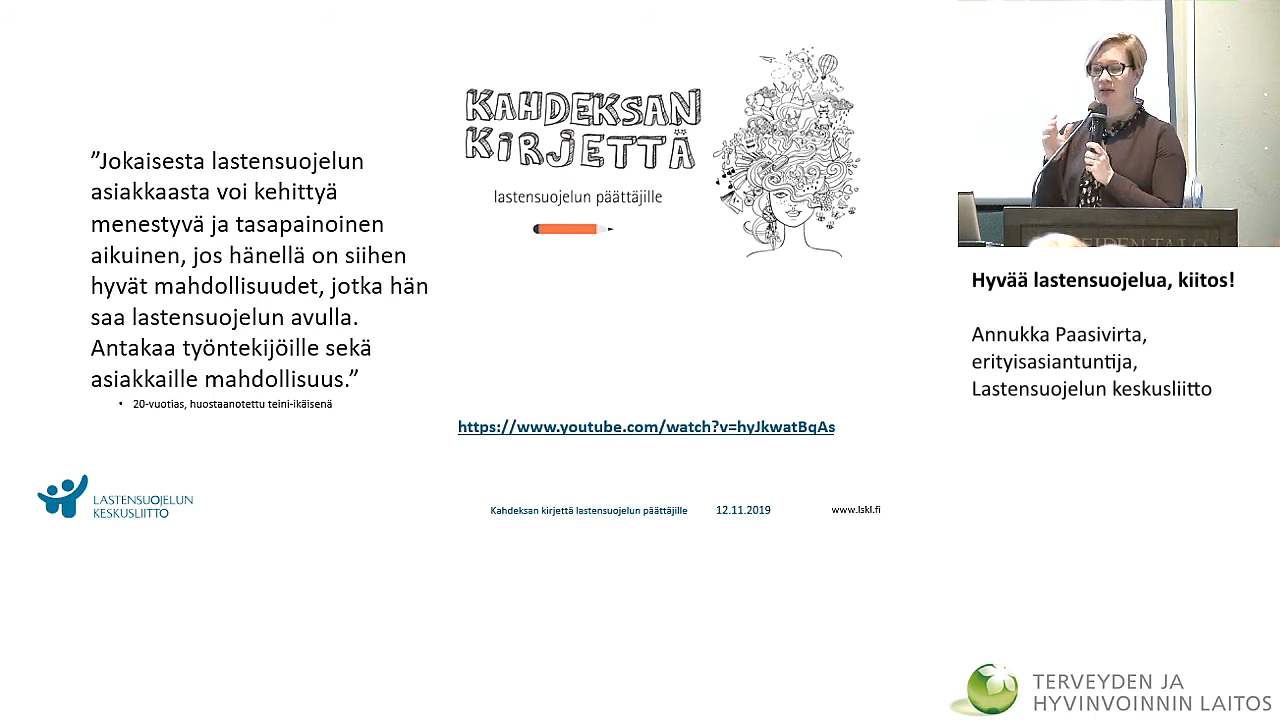 ”Jokaisesta lastensuojelun
asiakkaasta voi kehittyä
menestyvä ja tasapainoinen
aikuinen, jos hänellä on siihen
hyvät mahdollisuudet, jotka hän
saa lastensuojelun avulla.
Antakaa työntekijöille sekä
asiakkaille mahdollisuus.”
• 20-vuotias, huostaanotettu teini-ikäisenä
KAHDEKSAN
KIRJETTÄ
lastensuojelun päättäjille
https://www.youtube.com/watch?v=hyJkwatBqAs
LASTENSUOJELUN
KESKUSLIITTO
Kahdeksan kirjettä lastensuojelun päättäjille 12.11.2019 www.lskl.fi
Hyvää lastensuojelua, kiitos!
Annukka Paasivirta,
erityisasiantuntija,
Lastensuojelun keskusliitto
TERVEYDEN JA
HYVINVOINNIN LAITOS